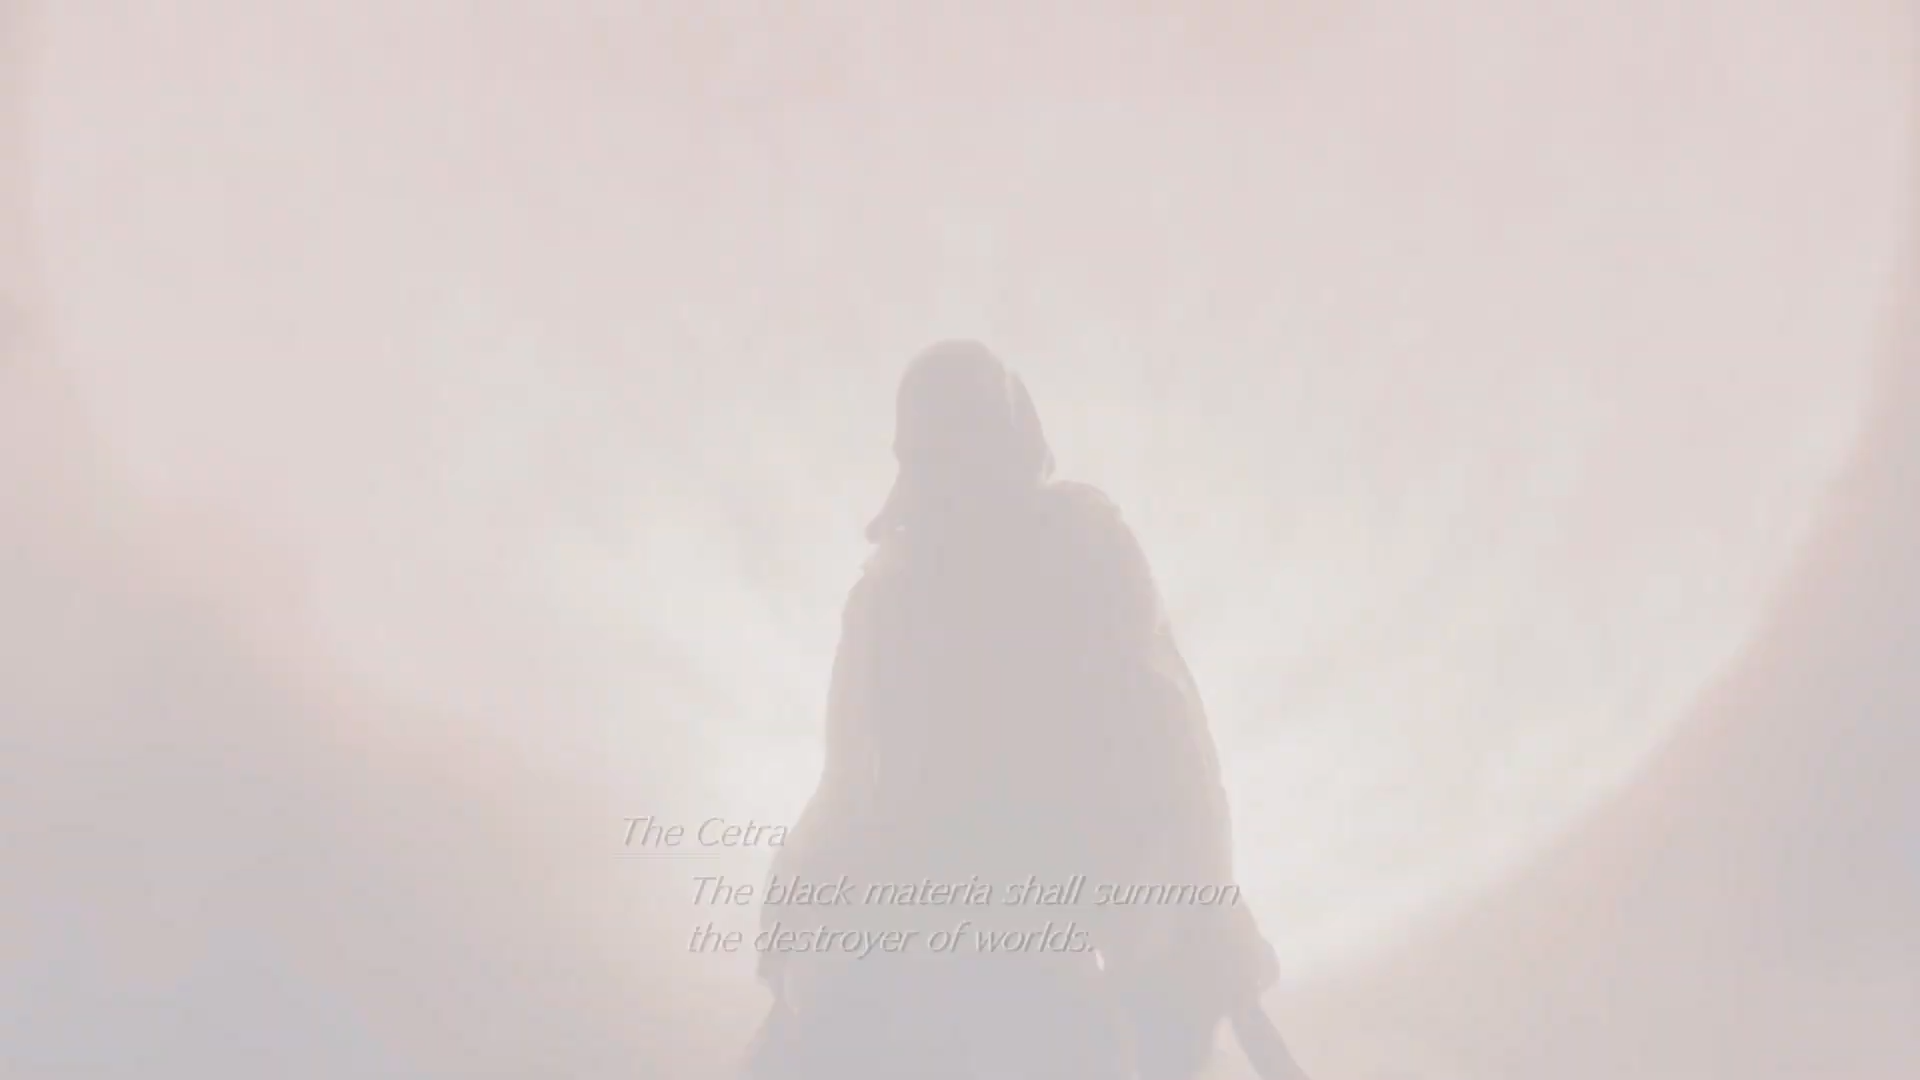 The Cetra
The black materia shall summon
the destroyer of worlds.